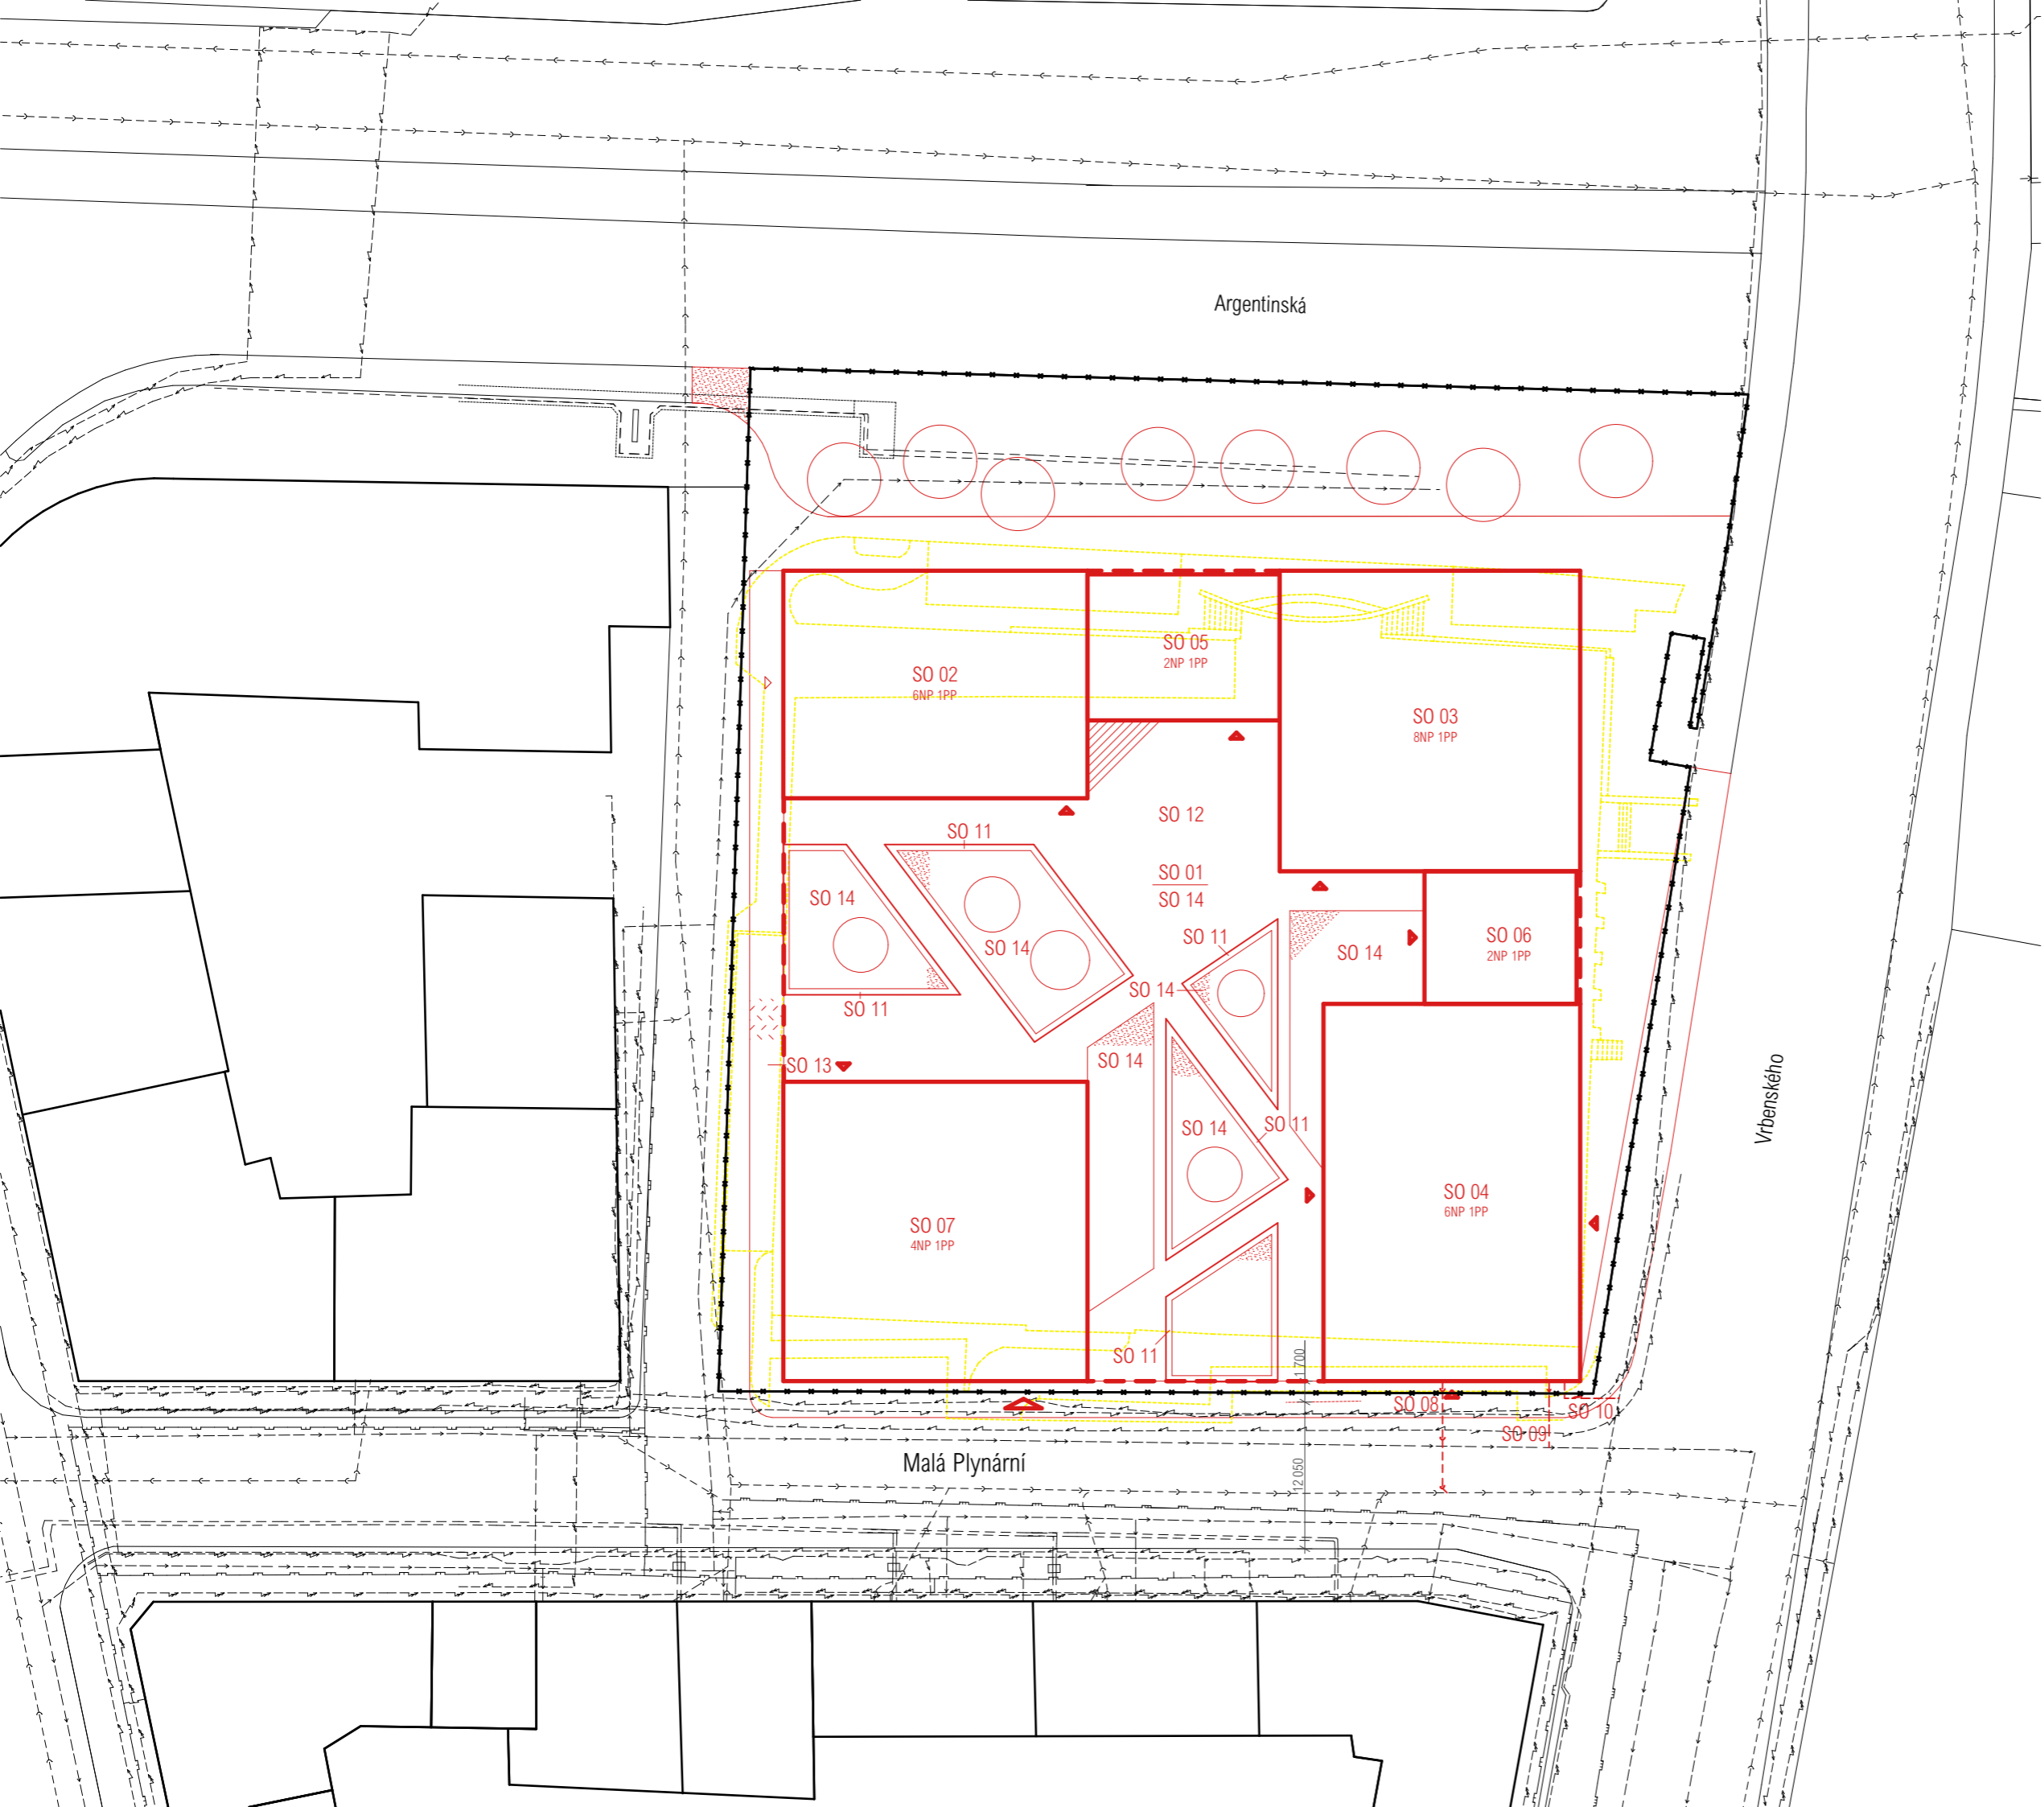 Argentinská
SO 05
2NP 1PP
SO 02
6NP 1PP
SO 03
8NP 1PP
SO 12
SO 11
SO 01
SO 14
SO 14
SO 11
SO 06
2NP 1PP
SO 14
SO 14
SO 14
SO 11
SO 13
SO 14
Vrbenského
SO 14
SO 11
SO 04
6NP 1PP
SO 07
4NP 1PP
SO 11
1 700
SO 08
SO 10
SO 09
Malá Plynární
12 050